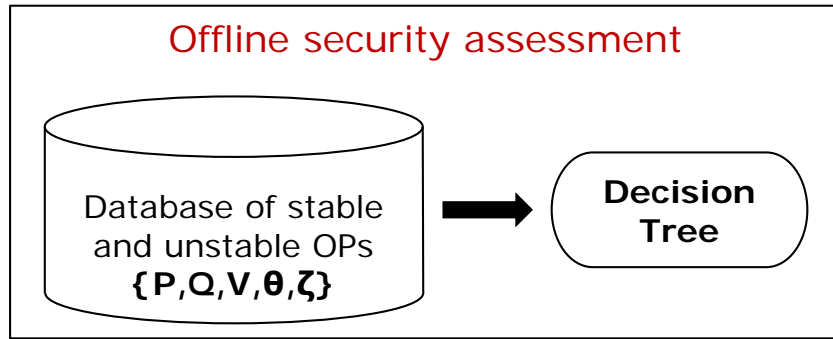 Offline security assessment
Database of stable
and unstable OPs
{P,Q,V,θ,ζ}
Decision
Tree